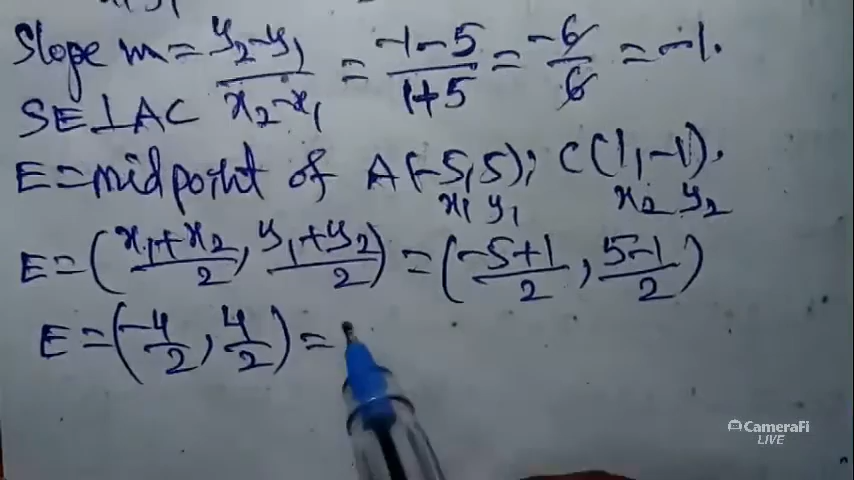 Slope m = y₂-y₁/x₂-x₁ = -1-5/1+5 = -6/6 = -1.
SE⊥AC
E = midpoint of A(-5,5); C(1,-1).
x₁ y₁ x₂ y₂
E = (x₁+x₂/2, y₁+y₂/2) = (-5+1/2, 5-1/2)
E = (-4/2, 4/2) =
CameraFi
LIVE